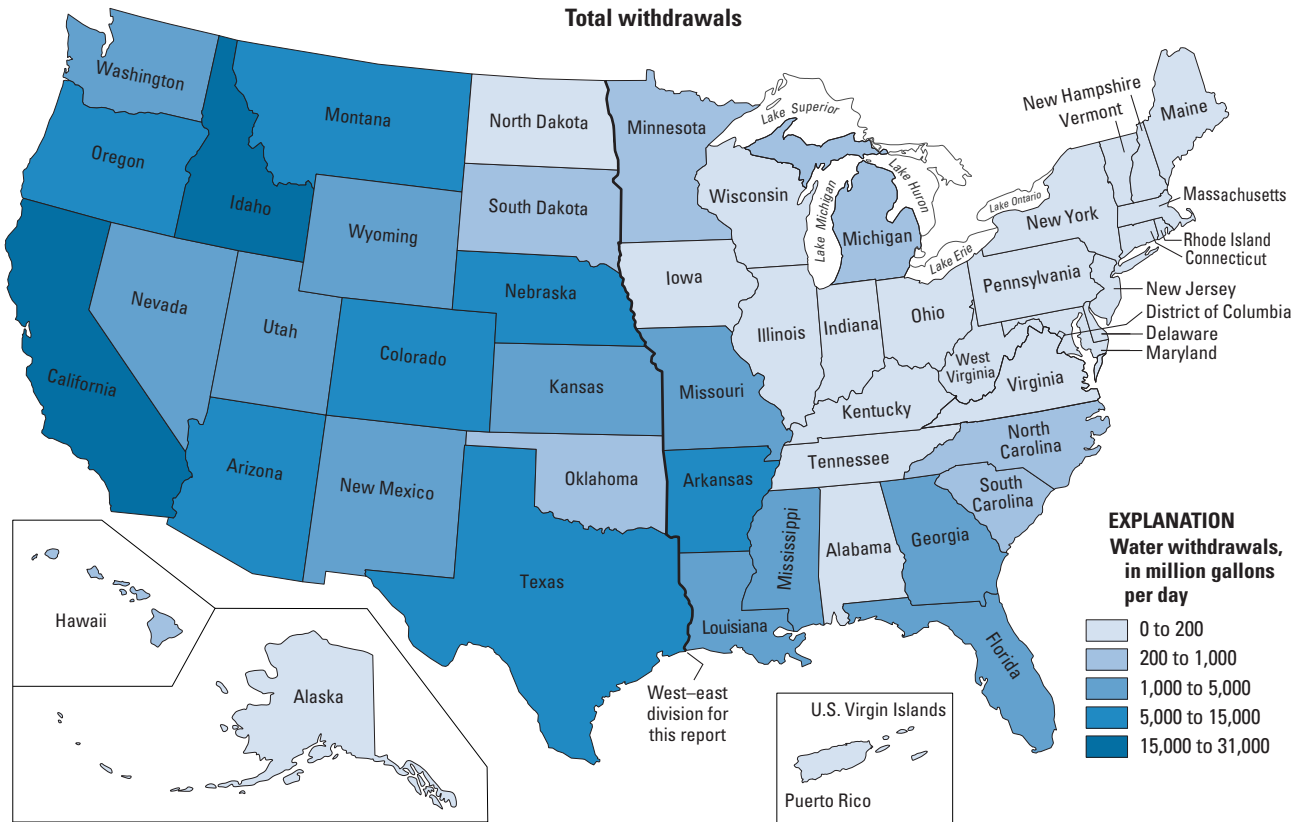 Total withdrawals
Washington
Oregon
Idaho
Montana
North Dakota
Minnesota
Lake Superior
New Hampshire
Vermont
Maine
Wyoming
South Dakota
Wisconsin
Lake Michigan
Michigan
Lake Huron
Lake Ontario
Lake Erie
New York
Massachusetts
Rhode Island
Connecticut
Nevada
Utah
Colorado
Nebraska
Iowa
Illinois
Indiana
Ohio
Pennsylvania
New Jersey
District of Columbia
Delaware
Maryland
West
Virginia
Virginia
California
Kansas
Missouri
Kentucky
Arizona
New Mexico
Oklahoma
Arkansas
Tennessee
North
Carolina
South
Carolina
Texas
Louisiana
Mississippi
Alabama
Georgia
Florida
Hawaii
Alaska
West–east
division for
this report
U.S. Virgin Islands
Puerto Rico
EXPLANATION
Water withdrawals,
in million gallons
per day
0 to 200
200 to 1,000
1,000 to 5,000
5,000 to 15,000
15,000 to 31,000